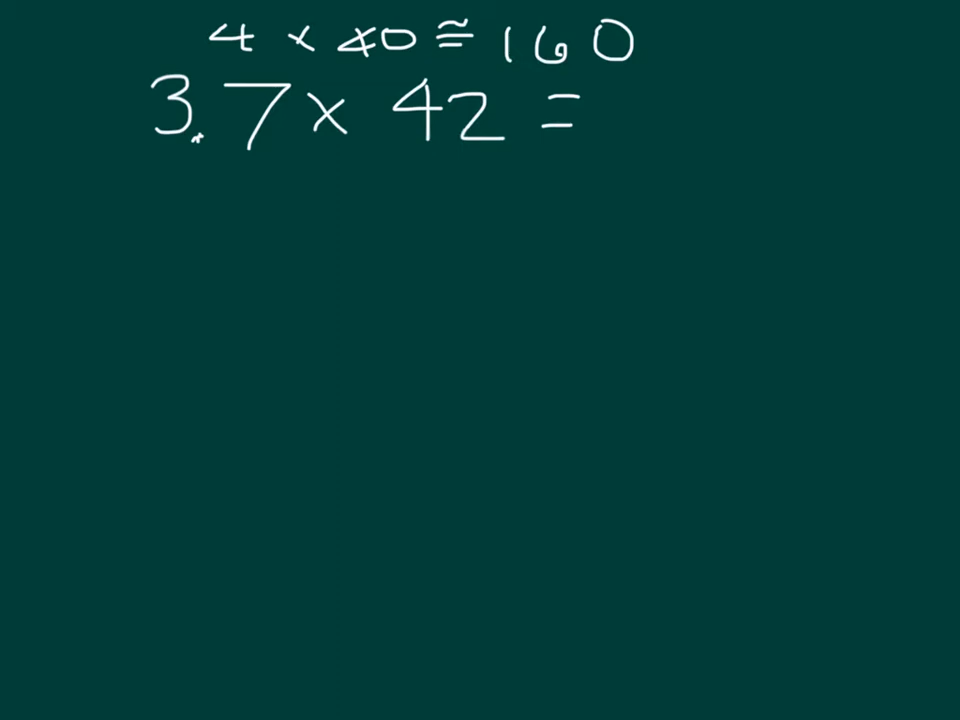 4 × 40 ≅ 160
3.7 × 42 =